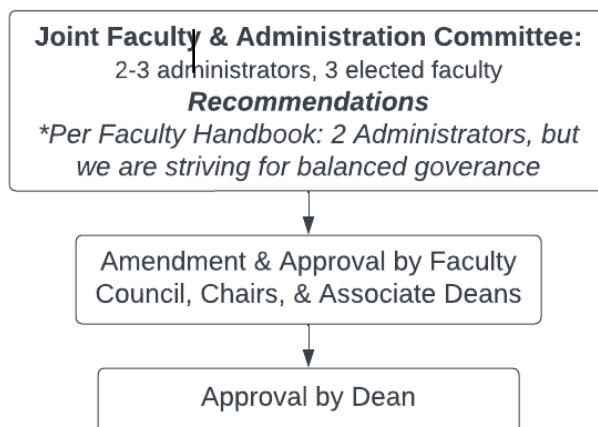 Joint Faculty & Administration Committee:
2-3 administrators, 3 elected faculty
Recommendations
*Per Faculty Handbook: 2 Administrators, but
we are striving for balanced goverance
Amendment & Approval by Faculty
Council, Chairs, & Associate Deans
Approval by Dean